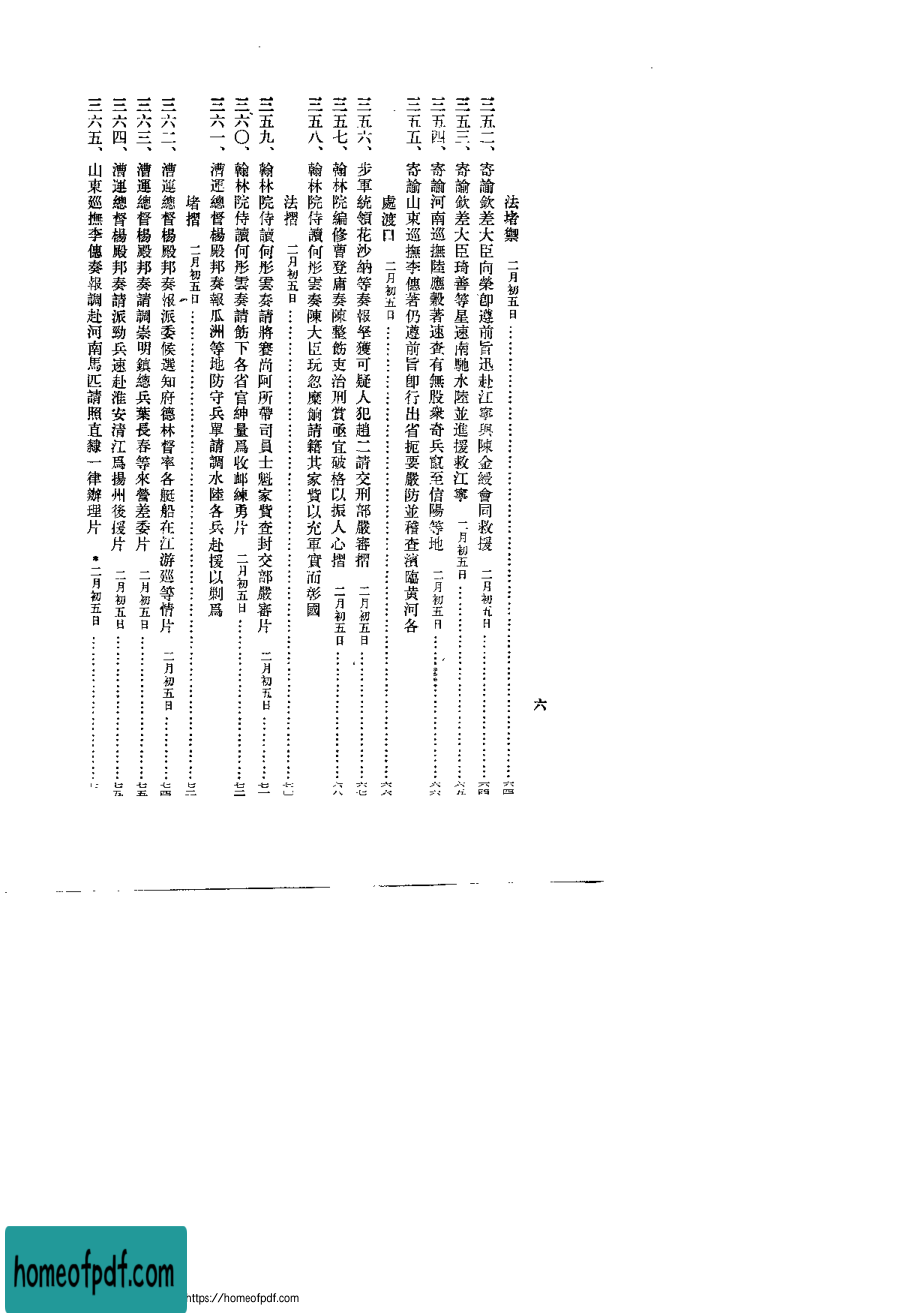 六
法堵禦 二月初五日……六四
三五二、寄諭欽差大臣向榮卽遵前旨迅赴江寧與陳金綬會同救援 二月初五日……六四
三五三、寄諭欽差大臣琦善等星速南馳水陸並進援救江寧 二月初五日……六五
三五四、寄諭河南巡撫陸應穀著速查有無股衆奇兵竄至信陽等地 二月初五日……六六
三五五、寄諭山東巡撫李僡著仍遵前旨卽行出省扼要嚴防並稽查濱臨黃河各
處渡口 二月初五日……六六
三五六、步軍統領花沙納等奏報拏獲可疑人犯趙二請交刑部嚴審摺 二月初五日……六七
三五七、翰林院編修曹登庸奏陳整飭吏治刑賞亟宜破格以振人心摺 二月初五日……六八
三五八、翰林院侍讀何彤雲奏陳大臣玩忽糜餉請籍其家貲以充軍實而彰國
法摺 二月初五日……七〇
三五九、翰林院侍讀何彤雲奏請將賽尚阿所帶司員士魁家貲查封交部嚴審片 二月初五日……七一
三六〇、翰林院侍讀何彤雲奏請飭下各省官紳量爲收卹練勇片 二月初五日……七二
三六一、漕運總督楊殿邦奏報瓜洲等地防守兵單請調水陸各兵赴援以剿爲
堵摺 二月初五日……七三
三六二、漕運總督楊殿邦奏報派委候選知府德林督率各艇船在江游巡等情片 二月初五日……七四
三六三、漕運總督楊殿邦奏請調崇明鎮總兵葉長春等來營差委片 二月初五日……七五
三六四、漕運總督楊殿邦奏請派勁兵速赴淮安清江爲揚州後援片 二月初五日……七五
三六五、山東巡撫李僡奏報調赴河南馬匹請照直隸一律辦理片 *二月初五日……
homeofpdf.com
https://homeofpdf.com